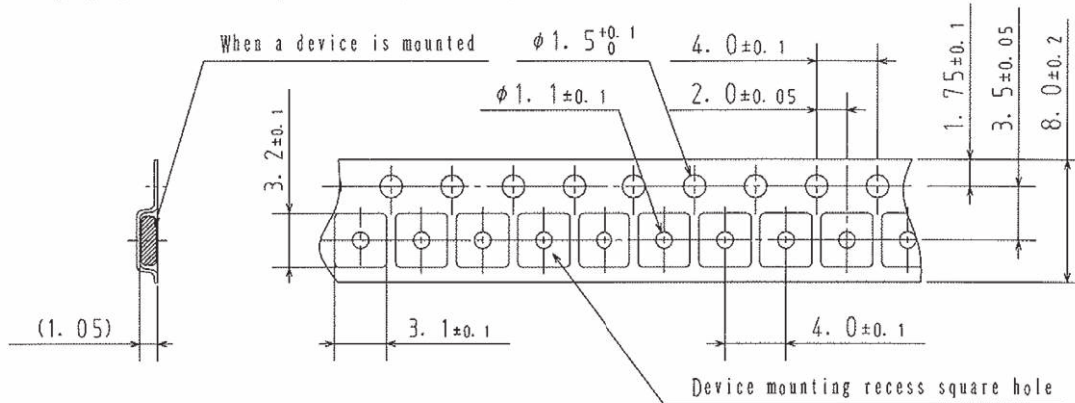 When a device is mounted
φ1. 5 +0. 1 0
4. 0±0. 1
φ1. 1±0. 1
2. 0±0. 05
1. 75±0. 1
3. 5±0. 05
8. 0±0. 2
3. 2±0. 1
(1. 05)
3. 1±0. 1
4. 0±0. 1
Device mounting recess square hole